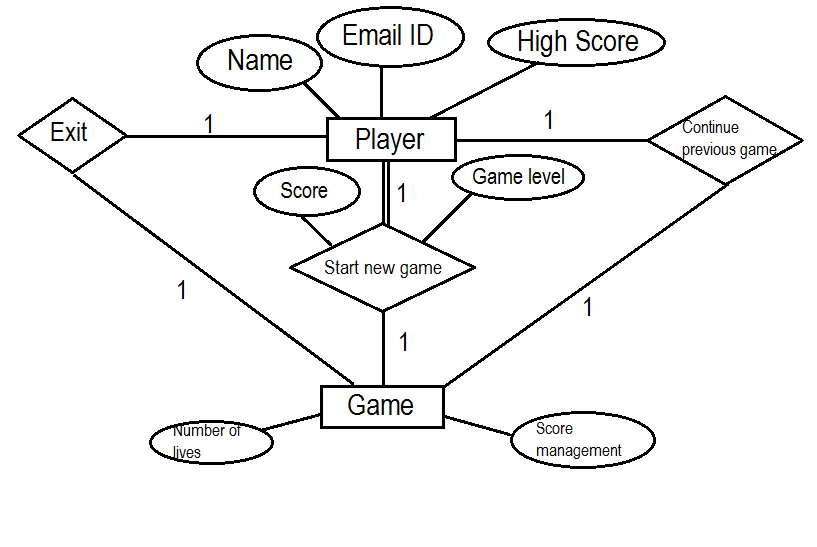 Name
Email ID
High Score
Exit
1
Player
1
Continue
previous game
Score
1
Game level
Start new game
1
1
1
Game
Number of
lives
Score
management